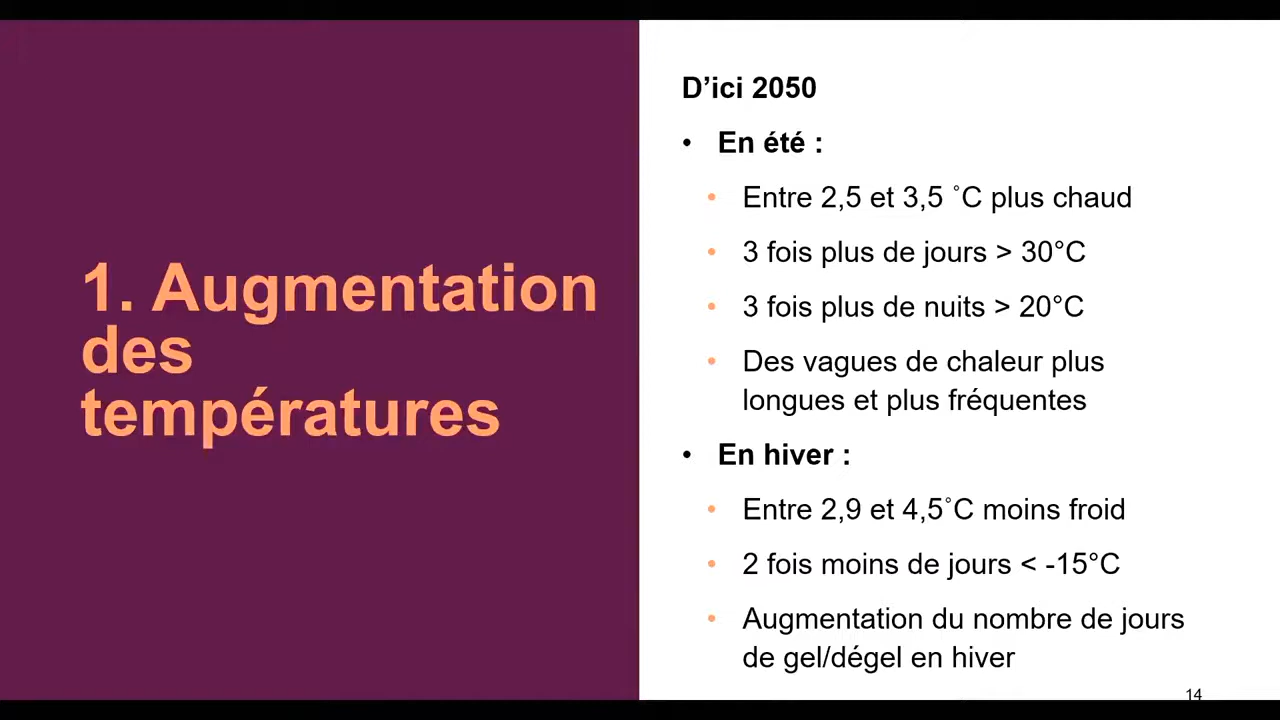 1. Augmentation
des
températures
D’ici 2050
• En été :
• Entre 2,5 et 3,5 ˚C plus chaud
• 3 fois plus de jours > 30°C
• 3 fois plus de nuits > 20°C
• Des vagues de chaleur plus
longues et plus fréquentes
• En hiver :
• Entre 2,9 et 4,5˚C moins froid
• 2 fois moins de jours < -15°C
• Augmentation du nombre de jours
de gel/dégel en hiver
14